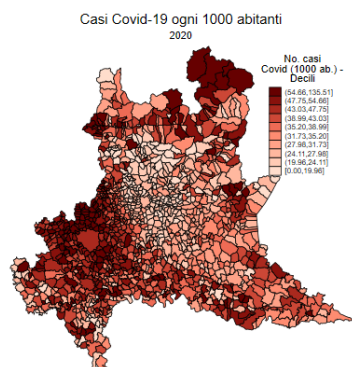 Casi Covid-19 ogni 1000 abitanti
2020
No. casi
Covid (1000 ab.) -
Decili
(54.66,135.51]
(47.75,54.66]
(43.03,47.75]
(38.99,43.03]
(35.20,38.99]
(31.73,35.20]
(27.98,31.73]
(24.11,27.98]
(19.96,24.11]
[0.00,19.96]